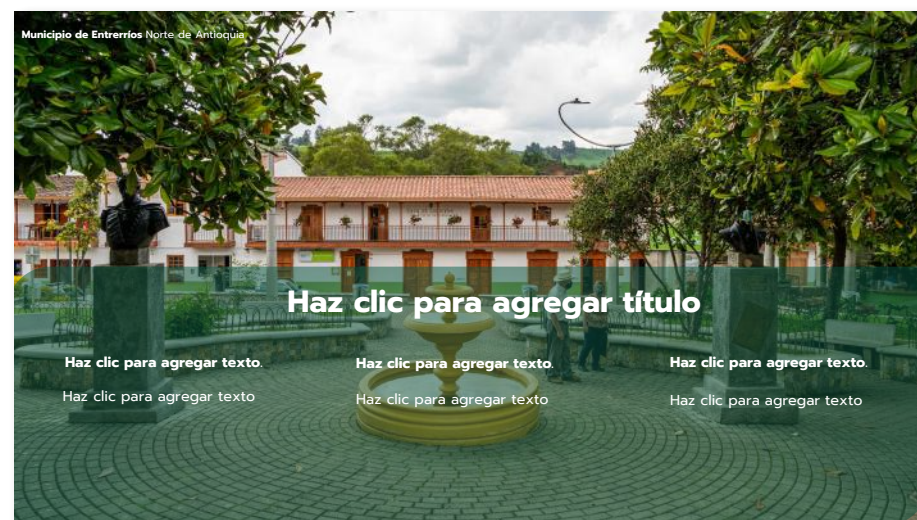 Municipio de Entrerríos Norte de Antioquia
Haz clic para agregar título
Haz clic para agregar texto.
Haz clic para agregar texto.
Haz clic para agregar texto.
Haz clic para agregar texto
Haz clic para agregar texto
Haz clic para agregar texto